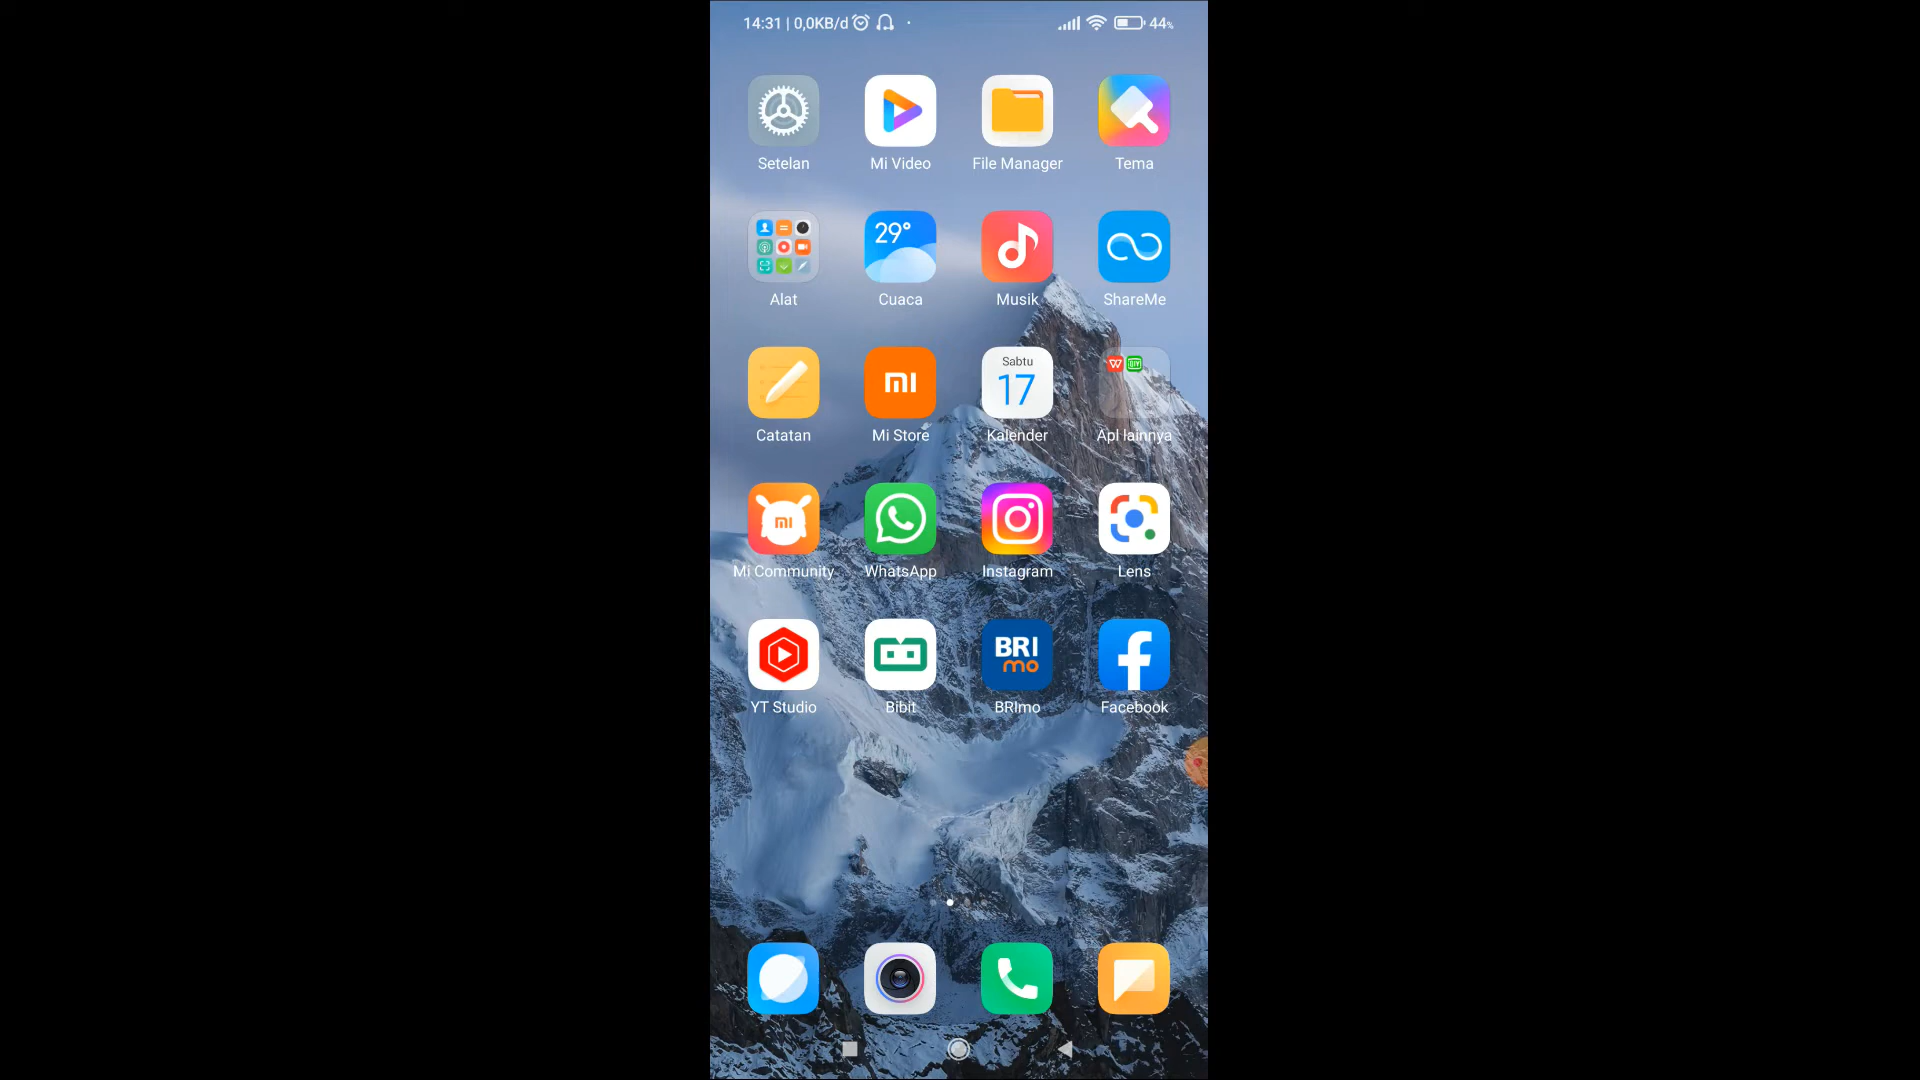 14:31 | 0,0KB/d 44%
Setelan Mi Video File Manager Tema
29°
Alat Cuaca Musik ShareMe
Sabtu
17
Catatan Mi Store Kalender Apl lainnya
Mi Community WhatsApp Instagram Lens
BRI
mo
YT Studio Bibit BRImo Facebook